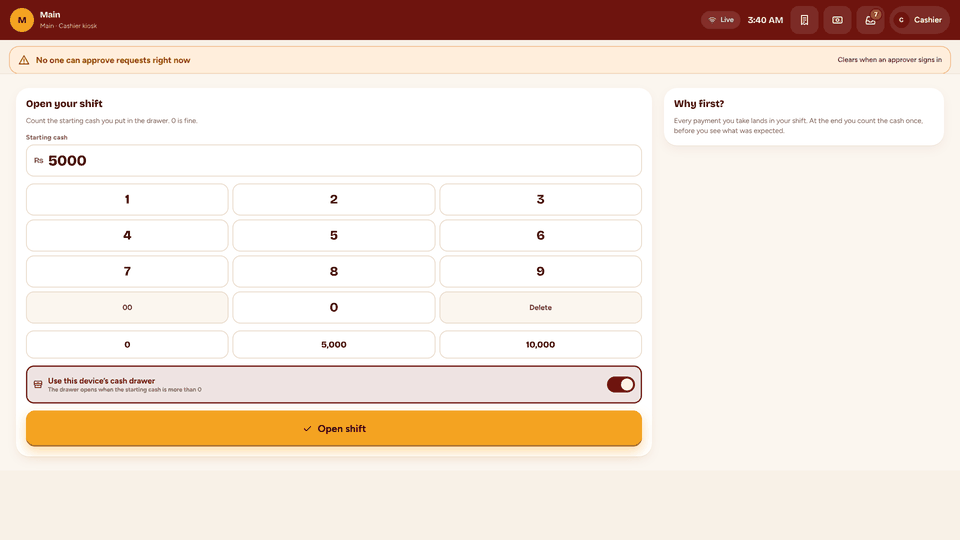 M
Main
Main · Cashier kiosk
Live
3:40 AM
7
C
Cashier
No one can approve requests right now
Clears when an approver signs in
Open your shift
Count the starting cash you put in the drawer. 0 is fine.
Starting cash
Rs 5000
1 2 3
4 5 6
7 8 9
00 0 Delete
0 5,000 10,000
Use this device's cash drawer
The drawer opens when the starting cash is more than 0
Open shift
Why first?
Every payment you take lands in your shift. At the end you count the cash once,
before you see what was expected.